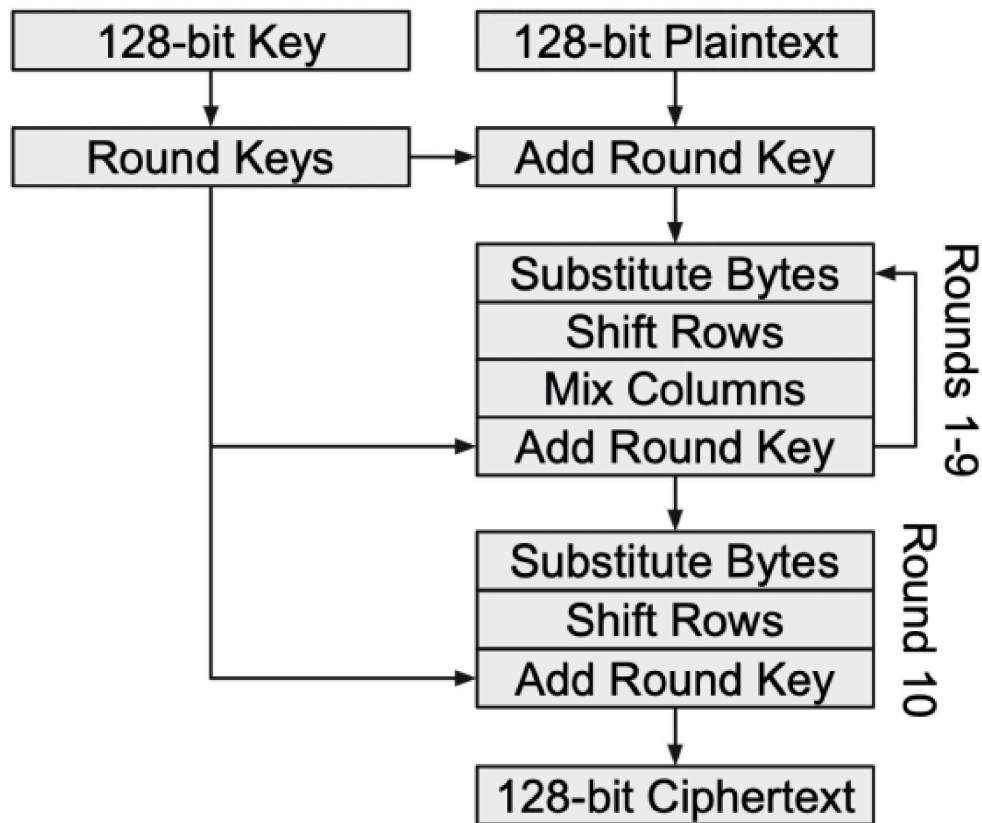 128-bit Key
128-bit Plaintext
Round Keys
Add Round Key
Substitute Bytes
Shift Rows
Mix Columns
Add Round Key
Rounds 1-9
Substitute Bytes
Shift Rows
Add Round Key
Round 10
128-bit Ciphertext